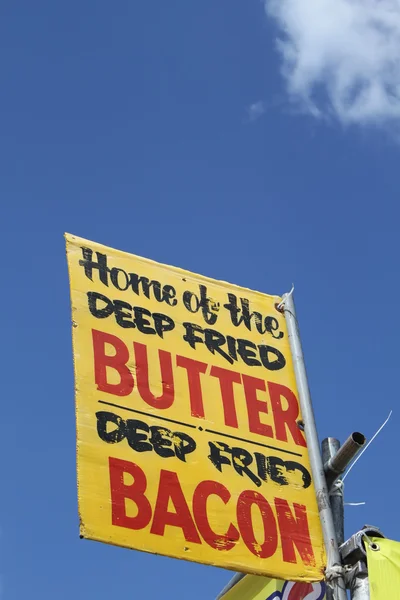 Home of the
DEEP FRIED
BUTTER
DEEP FRIED
BACON